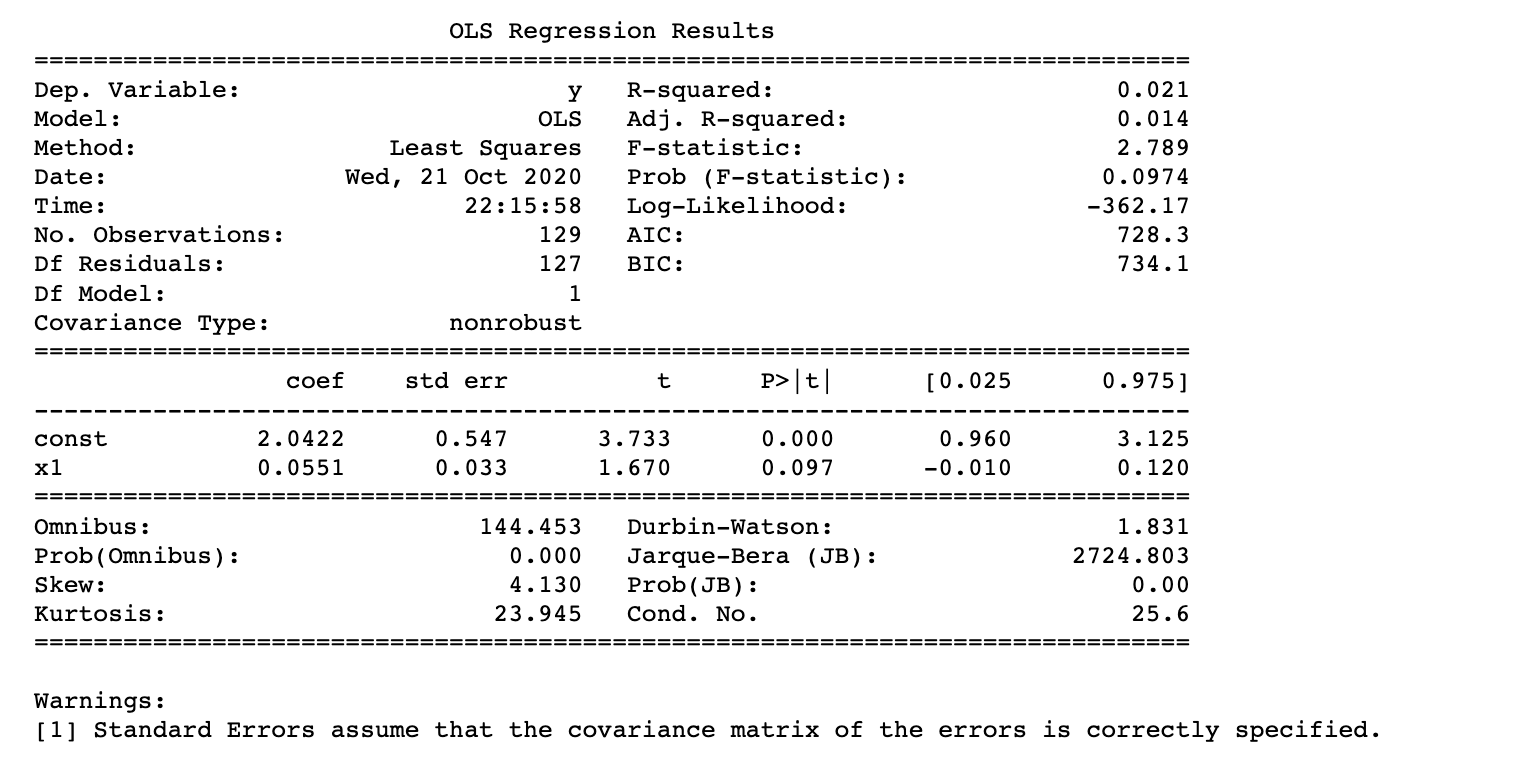 OLS Regression Results
==============================================================================
Dep. Variable:                      y   R-squared:                       0.021
Model:                            OLS   Adj. R-squared:                  0.014
Method:                 Least Squares   F-statistic:                     2.789
Date:                Wed, 21 Oct 2020   Prob (F-statistic):             0.0974
Time:                        22:15:58   Log-Likelihood:                -362.17
No. Observations:                 129   AIC:                             728.3
Df Residuals:                     127   BIC:                             734.1
Df Model:                           1
Covariance Type:            nonrobust
==============================================================================
                 coef    std err          t      P>|t|      [0.025      0.975]
------------------------------------------------------------------------------
const          2.0422      0.547      3.733      0.000       0.960       3.125
x1             0.0551      0.033      1.670      0.097      -0.010       0.120
==============================================================================
Omnibus:                      144.453   Durbin-Watson:                   1.831
Prob(Omnibus):                  0.000   Jarque-Bera (JB):             2724.803
Skew:                           4.130   Prob(JB):                         0.00
Kurtosis:                      23.945   Cond. No.                         25.6
==============================================================================
Warnings:
[1] Standard Errors assume that the covariance matrix of the errors is correctly specified.